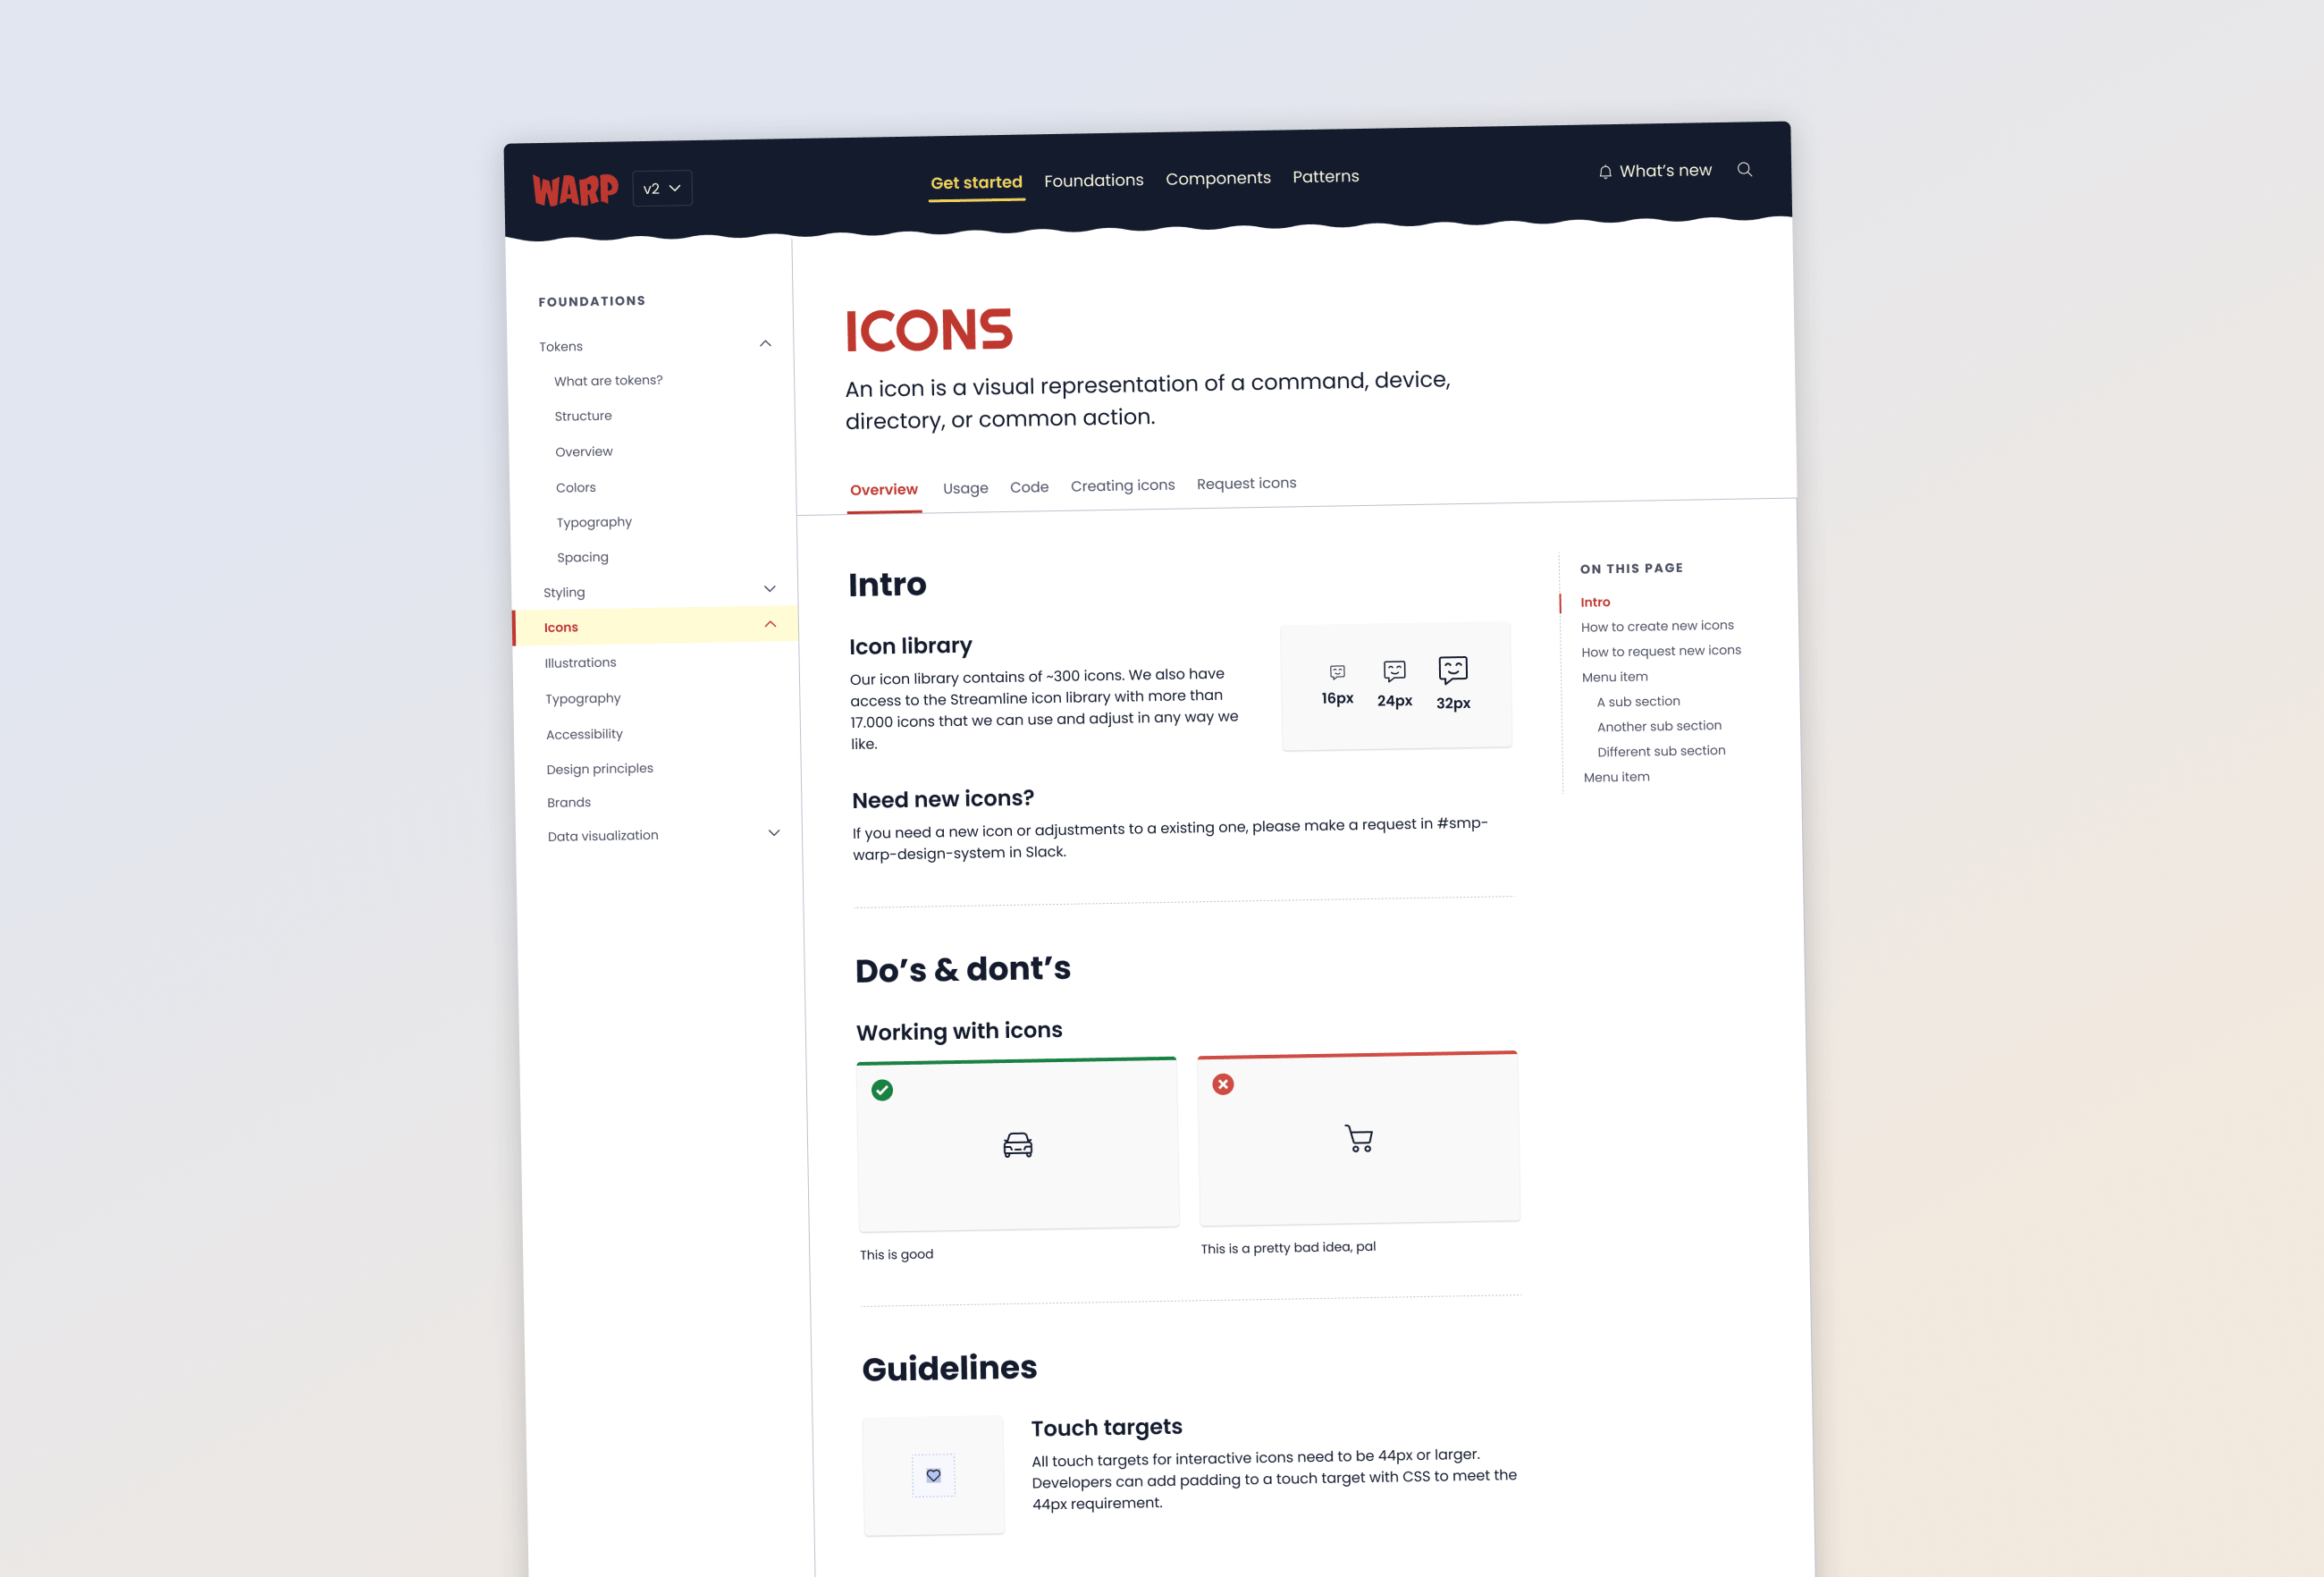 WARP
v2
Get started
Foundations
Components
Patterns
What’s new
FOUNDATIONS
Tokens
What are tokens?
Structure
Overview
Colors
Typography
Spacing
Styling
Icons
Illustrations
Typography
Accessibility
Design principles
Brands
Data visualization
ICONS
An icon is a visual representation of a command, device,
directory, or common action.
Overview
Usage
Code
Creating icons
Request icons
Intro
Icon library
Our icon library contains of ~300 icons. We also have
access to the Streamline icon library with more than
17.000 icons that we can use and adjust in any way we
like.
16px
24px
32px
Need new icons?
If you need a new icon or adjustments to a existing one, please make a request in #smp-
warp-design-system in Slack.
Do’s & dont’s
Working with icons
This is good
This is a pretty bad idea, pal
Guidelines
Touch targets
All touch targets for interactive icons need to be 44px or larger.
Developers can add padding to a touch target with CSS to meet the
44px requirement.
ON THIS PAGE
Intro
How to create new icons
How to request new icons
Menu item
A sub section
Another sub section
Different sub section
Menu item